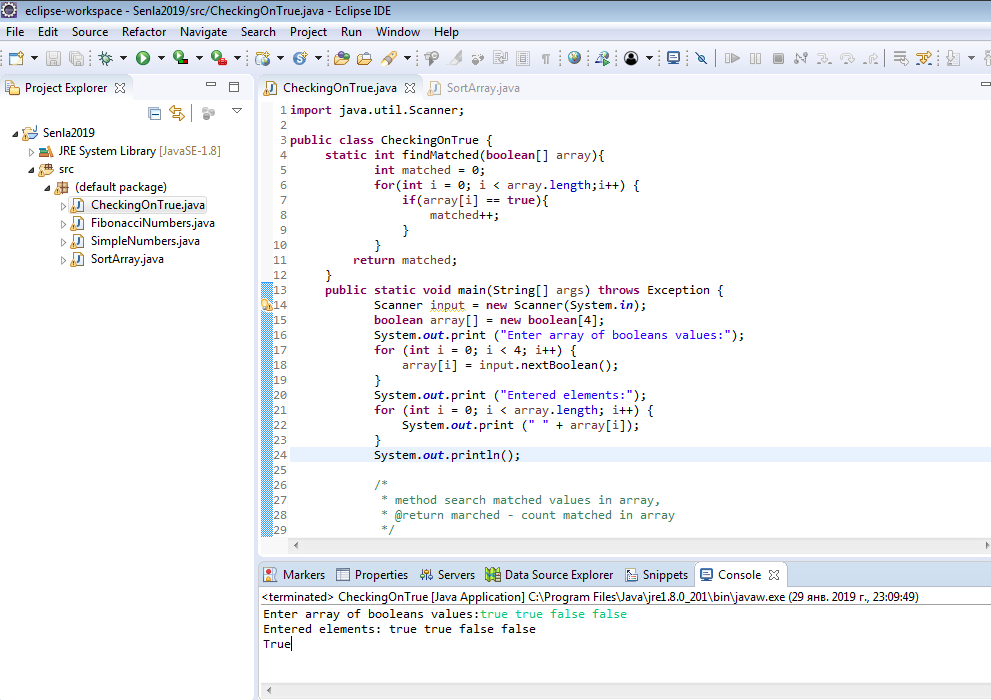 eclipse-workspace - Senla2019/src/CheckingOnTrue.java - Eclipse IDE
File Edit Source Refactor Navigate Search Project Run Window Help
Project Explorer
Senla2019
JRE System Library [JavaSE-1.8]
src
(default package)
CheckingOnTrue.java
FibonacciNumbers.java
SimpleNumbers.java
SortArray.java
CheckingOnTrue.java SortArray.java
1 import java.util.Scanner;
2
3 public class CheckingOnTrue {
4 static int findMatched(boolean[] array){
5 int matched = 0;
6 for(int i = 0; i < array.length;i++) {
7 if(array[i] == true){
8 matched++;
9 }
10 }
11 return matched;
12 }
13 public static void main(String[] args) throws Exception {
14 Scanner input = new Scanner(System.in);
15 boolean array[] = new boolean[4];
16 System.out.print ("Enter array of booleans values:");
17 for (int i = 0; i < 4; i++) {
18 array[i] = input.nextBoolean();
19 }
20 System.out.print ("Entered elements:");
21 for (int i = 0; i < array.length; i++) {
22 System.out.print (" " + array[i]);
23 }
24 System.out.println();
25
26 /*
27 * method search matched values in array,
28 * @return marched - count matched in array
29 */
Markers Properties Servers Data Source Explorer Snippets Console
<terminated> CheckingOnTrue [Java Application] C:\Program Files\Java\jre1.8.0_201\bin\javaw.exe (29 янв. 2019 г., 23:09:49)
Enter array of booleans values:true true false false
Entered elements: true true false false
True